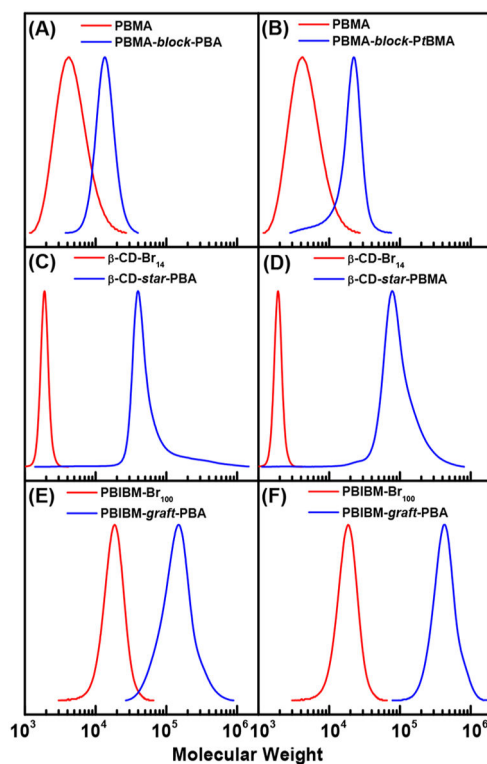 (A)
PBMA
PBMA-block-PBA
(B)
PBMA
PBMA-block-PtBMA
(C)
β-CD-Br₁₄
β-CD-star-PBA
(D)
β-CD-Br₁₄
β-CD-star-PBMA
(E)
PBIBM-Br₁₀₀
PBIBM-graft-PBA
(F)
PBIBM-Br₁₀₀
PBIBM-graft-PBA
10³ 10⁴ 10⁵ 10⁶ 10³ 10⁴ 10⁵ 10⁶
Molecular Weight